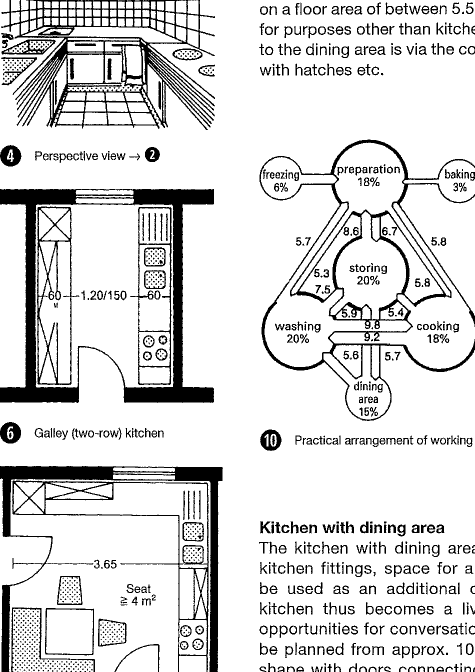 on a floor area of between 5.5
for purposes other than kitche
to the dining area is via the co
with hatches etc.
4 Perspective view → 2
60 1.20/150 60
6 Galley (two-row) kitchen
3.65
Seat
≧ 4 m²
freezing
6%
preparation
18%
baking
3%
8.6 6.7
5.7 5.8
storing
20%
5.3
7.5
5.8
5.9 5.4
washing
20%
9.8
9.2
cooking
18%
5.6 5.7
dining
area
15%
10 Practical arrangement of working
Kitchen with dining area
The kitchen with dining area
kitchen fittings, space for a
be used as an additional d
kitchen thus becomes a liv
opportunities for conversatio
be planned from approx. 10
shape with doors connecting